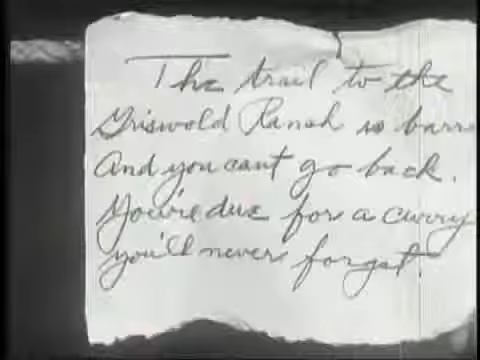 The trail to the
Griswold Ranch is barre
And you cant go back.
You're due for a curry
you'll never forget.